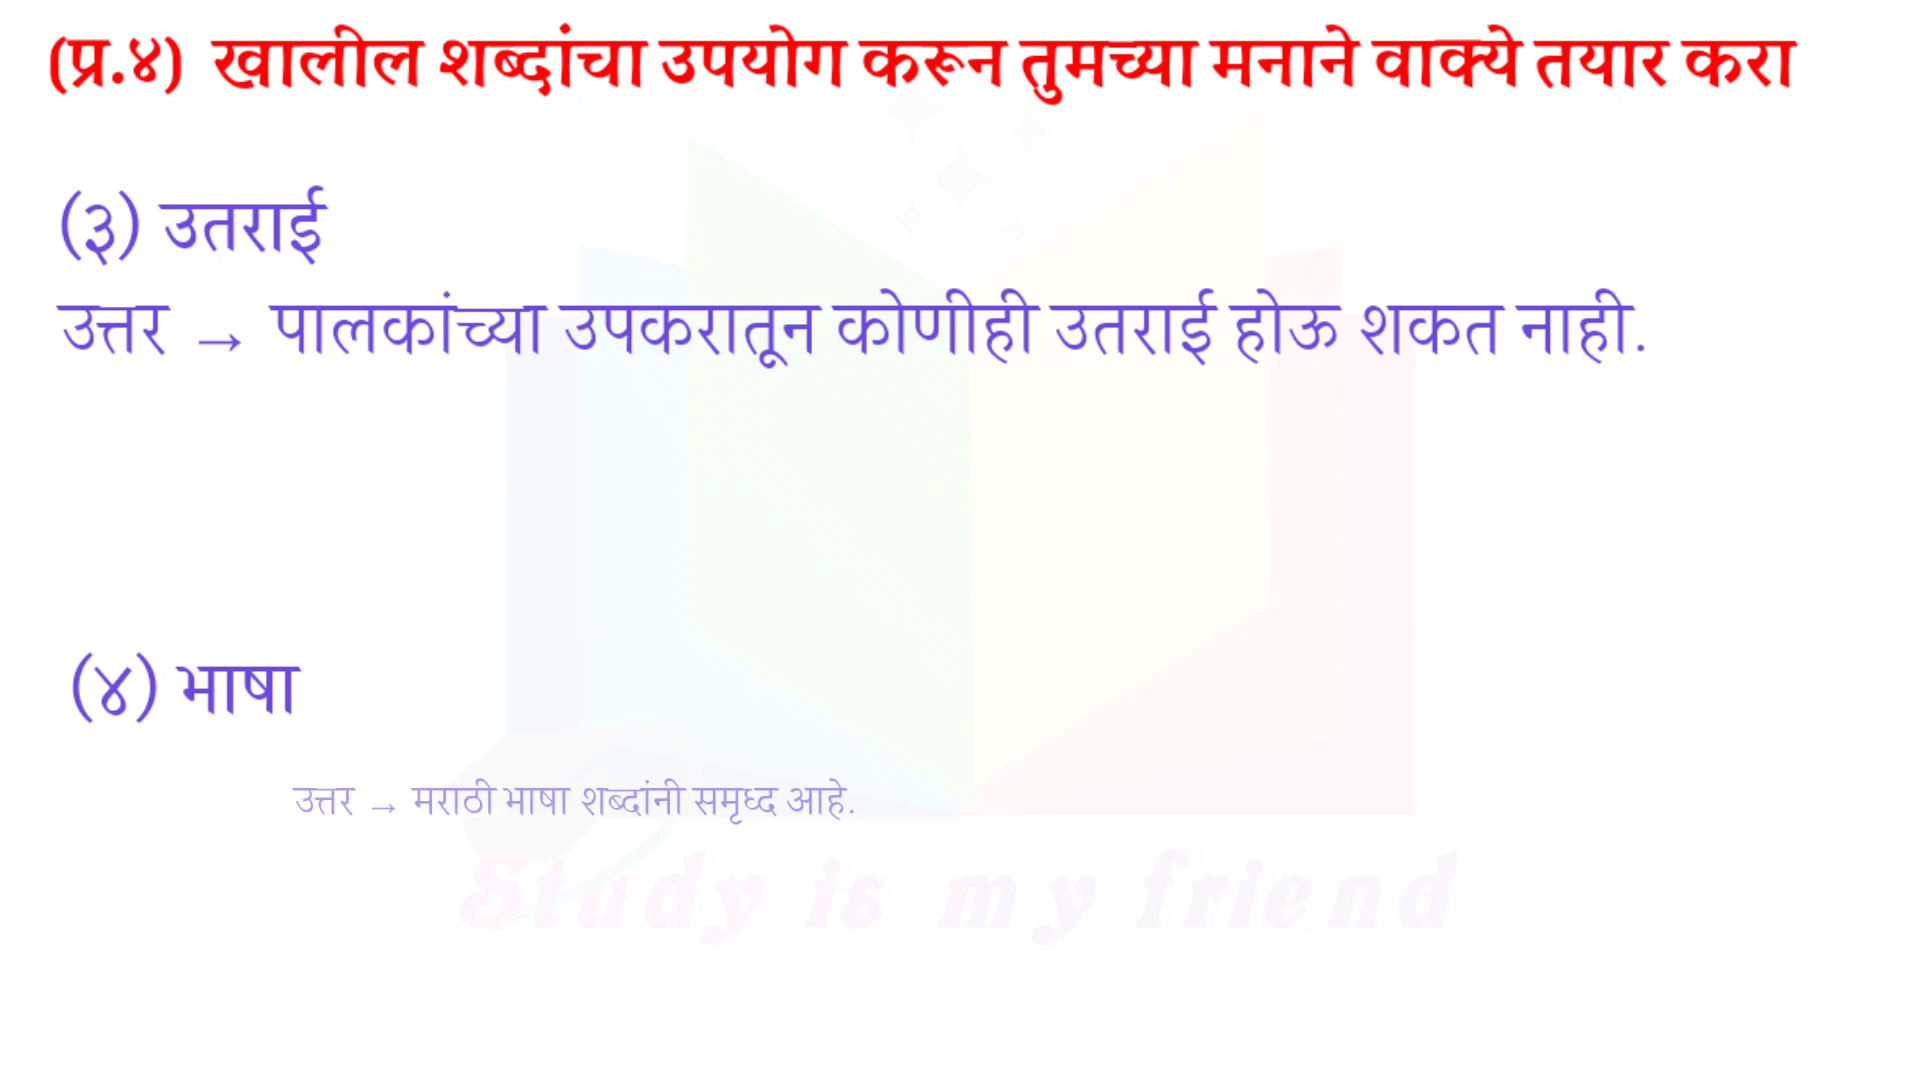 (प्र.४) खालील शब्दांचा उपयोग करून तुमच्या मनाने वाक्ये तयार करा
(३) उतराई
उत्तर → पालकांच्या उपकरातून कोणीही उतराई होऊ शकत नाही.
(४) भाषा
उत्तर → मराठी भाषा शब्दांनी समृध्द आहे.
Study is my friend